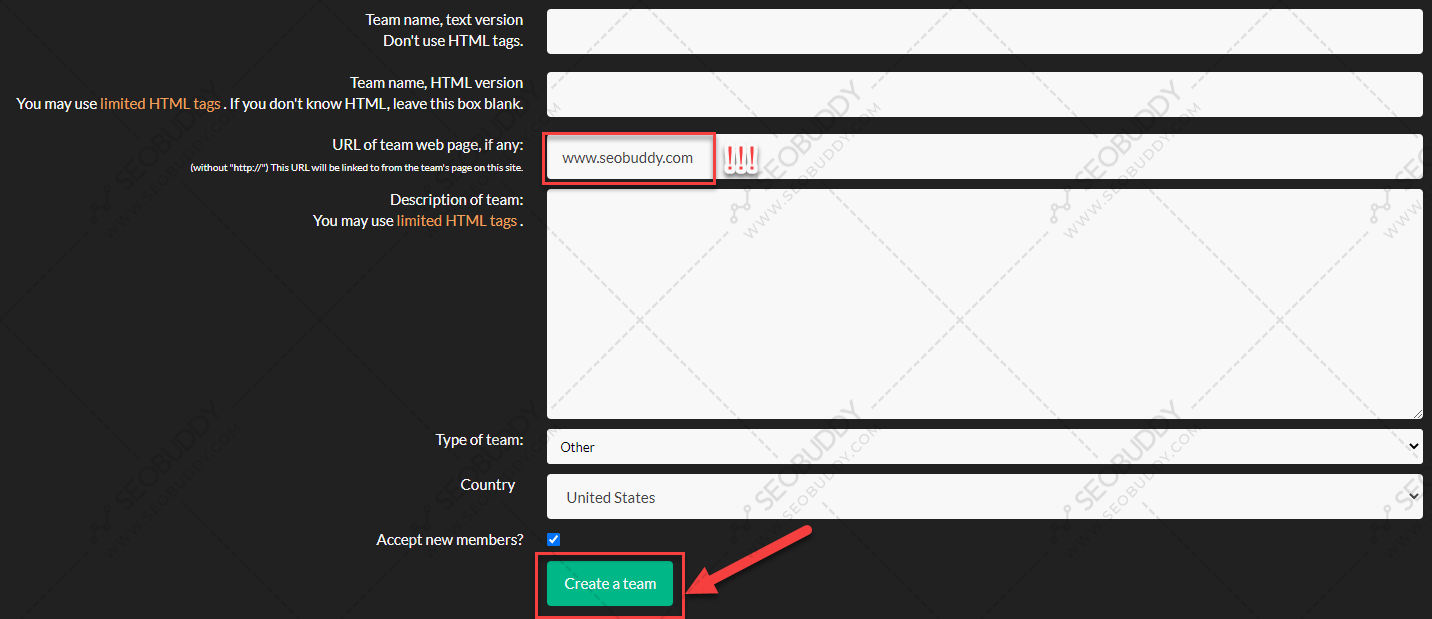 Team name, text version
Don't use HTML tags.
Team name, HTML version
You may use limited HTML tags . If you don't know HTML, leave this box blank.
URL of team web page, if any:
(without "http://") This URL will be linked to from the team's page on this site.
www.seobuddy.com
!!!
Description of team:
You may use limited HTML tags .
Type of team:
Other
Country
United States
Accept new members?
Create a team
SEOBUDDY
WWW.SEOBUDDY.COM